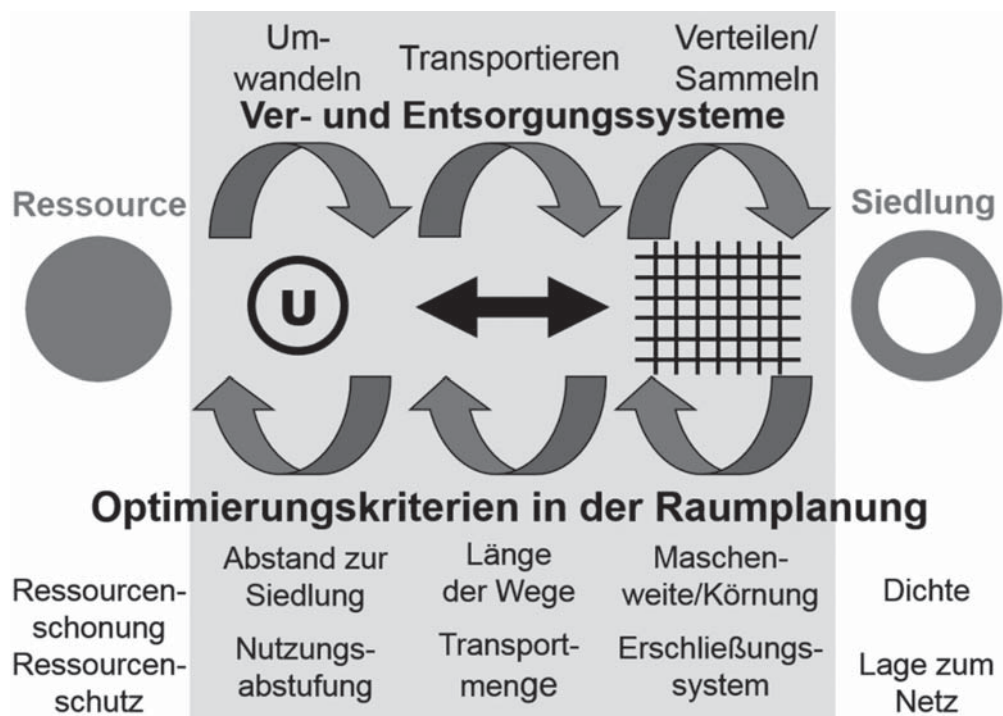 Um-
wandeln
Transportieren
Verteilen/
Sammeln
Ver- und Entsorgungssysteme
Ressource
Siedlung
U
Optimierungskriterien in der Raumplanung
Ressourcen-
schonung
Abstand zur
Siedlung
Länge
der Wege
Maschen-
weite/Körnung
Dichte
Ressourcen-
schutz
Nutzungs-
abstufung
Transport-
menge
Erschließungs-
system
Lage zum
Netz